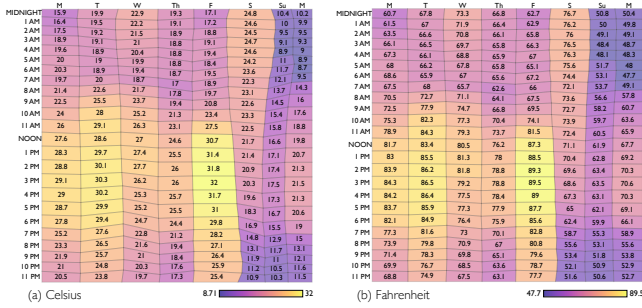 M T W Th F S Su M
MIDNIGHT 15.9 19.9 22.9 19.3 17.1 24.8 10.4 10.2
1 AM 16.4 19.5 22.2 19.1 17.2 24.6 10 9.9
2 AM 17.5 19.2 21.5 18.9 18.8 24.5 9.5 9.5
3 AM 18.9 19.1 21 18.8 19.1 24.7 9.1 9.3
4 AM 19.6 18.9 20.4 18.8 19.4 24.6 8.9 9
5 AM 20 19 19.9 18.8 18.7 11 8.9
6 AM 20.3 18.9 19.4 18.7 19.5 23.6 11.7 8.7
7 AM 19.7 20 18.7 17 18.9 22.3 12.1 9.5
8 AM 21.4 22.6 21.7 17.8 19.7 23.1 13.7 14.3
9 AM 22.5 25.5 23.7 19.4 20.8 22.6 14.5 16
10 AM 24 28 25.2 21.3 23.4 23.3 15.4 17.6
11 AM 26 29.1 26.3 23.1 27.5 22.5 15.8 18.8
NOON 27.6 28.6 27 24.6 30.7 21.7 16.6 19.8
1 PM 28.3 29.7 27.4 25.5 31.4 21.4 17.1 20.7
2 PM 28.8 30.1 27.7 26 31.8 20.9 17.4 21.3
3 PM 29.1 30.3 26.2 26 32 20.3 17.5 21.5
4 PM 29 30.2 25.3 25.7 31.7 19.6 17.3 21.3
5 PM 28.7 29.9 25.2 25.5 31 18.3 16.7 20.6
6 PM 27.8 29.4 24.7 24.4 29.8 16.9 15.5 19
7 PM 25.2 27.6 22.8 21.2 28.2 14.8 12.9 15
8 PM 23.3 26.5 21.6 19.4 27.1 13.1 11.7 13.1
9 PM 21.9 25.7 21 18.4 26.4 11.9 11 12.1
10 PM 21 24.8 20.3 17.6 25.9 11.2 10.5 11.6
11 PM 20.5 23.8 19.7 17.3 25.4 10.9 10.3 11.5
(a) Celsius 8.71 32
M T W Th F S Su M
MIDNIGHT 60.7 67.8 73.3 66.8 62.7 76.7 50.8 50.4
1 AM 61.5 67 71.9 66.4 62.9 76.2 50 49.8
2 AM 63.5 66.6 70.8 66.1 76 49.1 49.1
3 AM 66.1 66.5 69.7 65.8 66.3 48.4 48.7
4 AM 67.3 66.1 68.8 65.9 67 76.3 48.1 48.3
5 AM 68 66.2 67.8 65.8 65.1 75.6 51.7 48
6 AM 68.6 65.9 67 65.6 67.2 74.4 53.1 47.7
7 AM 67.5 68 65.7 62.6 66 72.1 53.7 49.1
8 AM 70.5 72.7 71.1 64.1 67.5 73.6 56.6 57.8
9 AM 72.5 77.9 74.7 66.8 69.5 72.7 58.2 60.7
10 AM 75.3 82.3 77.3 70.4 74.1 73.9 59.7 63.6
11 AM 78.9 84.3 79.3 73.7 81.5 72.4 60.5 65.9
NOON 81.7 83.4 80.5 76.2 87.3 71.1 61.9 67.7
1 PM 83 85.5 81.3 78 88.5 70.4 62.8 69.2
2 PM 83.9 86.2 81.8 78.8 89.3 69.6 63.4 70.3
3 PM 84.3 86.5 79.2 78.8 89.5 68.6 63.5 70.6
4 PM 84.2 86.4 77.5 78.4 89 67.3 63.1 70.3
5 PM 83.7 85.9 77.3 77.9 87.7 65 62.1 69.1
6 PM 82.1 84.9 76.4 75.9 85.6 62.4 59.9 66.1
7 PM 77.3 81.6 73 70.1 82.8 58.7 55.3 58.9
8 PM 73.9 79.8 70.9 67 80.8 55.6 53.1 55.6
9 PM 71.4 78.3 69.8 65.1 79.6 53.4 51.8 53.8
10 PM 69.9 76.7 68.5 63.6 78.7 52.1 50.9 52.9
11 PM 68.8 74.9 67.5 63.1 77.7 51.5 50.6 52.7
(b) Fahrenheit 47.7 89.5